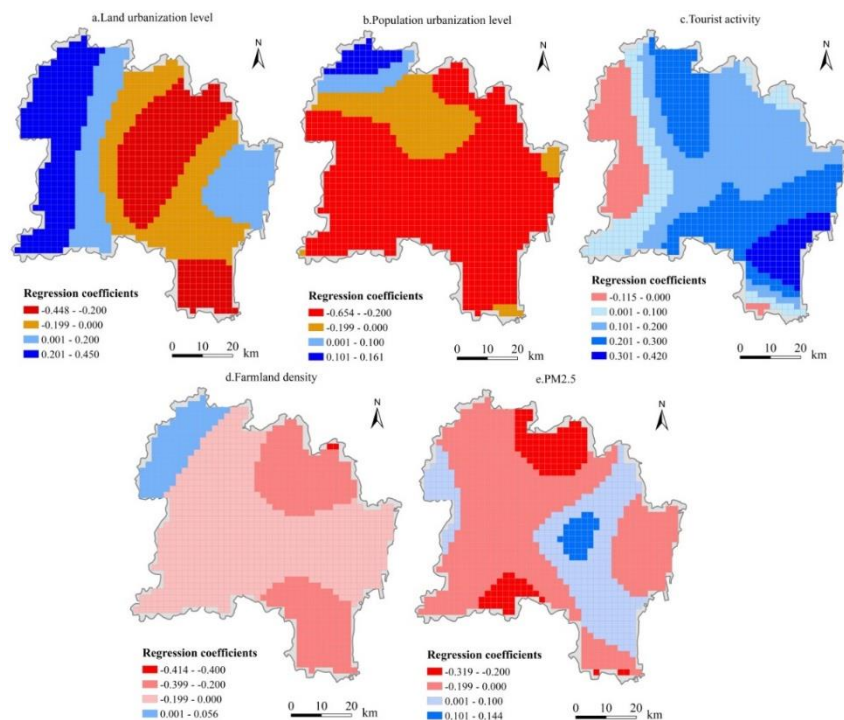 a.Land urbanization level
N
Regression coefficients
-0.448 - -0.200
-0.199 - 0.000
0.001 - 0.200
0.201 - 0.450
0 10 20
km
b.Population urbanization level
N
Regression coefficients
-0.654 - -0.200
-0.199 - 0.000
0.001 - 0.100
0.101 - 0.161
0 10 20
km
c.Tourist activity
N
Regression coefficients
-0.115 - 0.000
0.001 - 0.100
0.101 - 0.200
0.201 - 0.300
0.301 - 0.420
0 10 20
km
d.Farmland density
N
Regression coefficients
-0.414 - -0.400
-0.399 - -0.200
-0.199 - 0.000
0.001 - 0.056
0 10 20
km
e.PM2.5
N
Regression coefficients
-0.319 - -0.200
-0.199 - 0.000
0.001 - 0.100
0.101 - 0.144
0 10 20
km